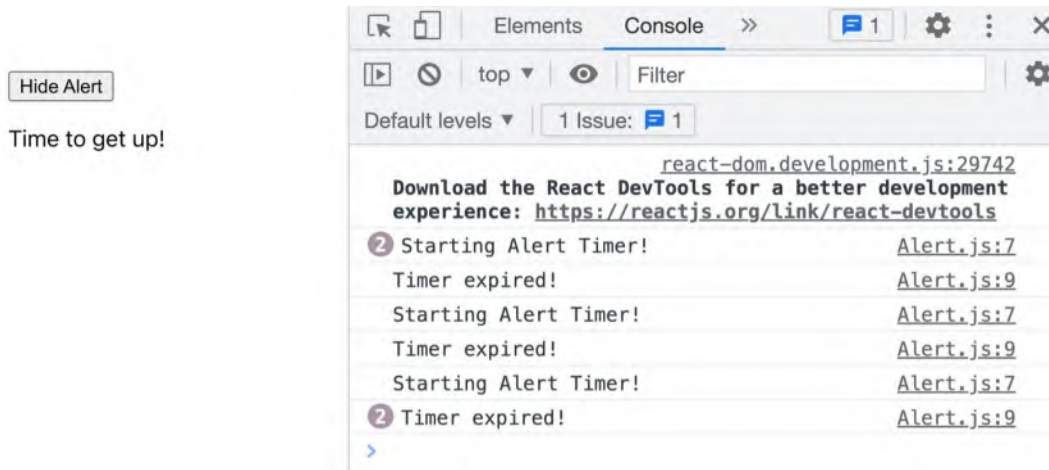 Hide Alert
Time to get up!
Elements Console » 1
top ▼ Filter
Default levels ▼ 1 Issue: 1
react-dom.development.js:29742
Download the React DevTools for a better development
experience: https://reactjs.org/link/react-devtools
2 Starting Alert Timer! Alert.js:7
Timer expired! Alert.js:9
Starting Alert Timer! Alert.js:7
Timer expired! Alert.js:9
Starting Alert Timer! Alert.js:7
2 Timer expired! Alert.js:9
>